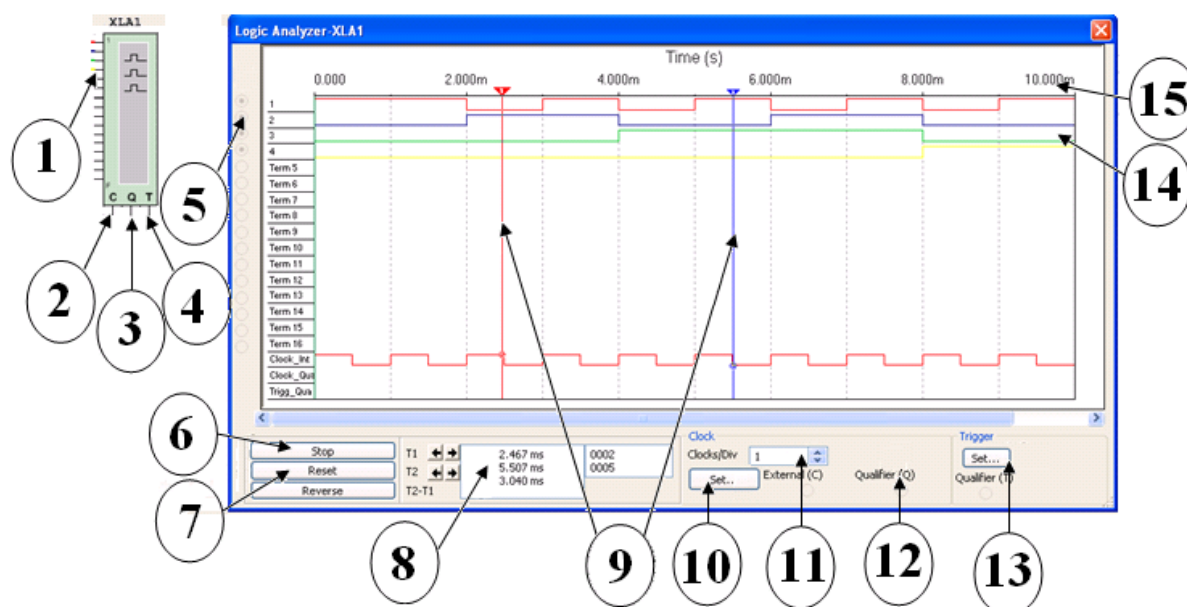 XLA1
1
F
C Q T
Logic Analyzer-XLA1
Time (s)
0.000 2.000m 4.000m 6.000m 8.000m 10.000m
1
2
3
4
Term 5
Term 6
Term 7
Term 8
Term 9
Term 10
Term 11
Term 12
Term 13
Term 14
Term 15
Term 16
Clock_Int
Clock_Qua
Trigg_Qua
Stop
Reset
Reverse
T1 2.467 ms 0002
T2 5.507 ms 0005
T2-T1 3.040 ms
Clock
Clocks/Div 1
Set..
External (C)
Qualifier (Q)
Trigger
Set...
Qualifier (T)
1
2
3
4
5
6
7
8
9
10
11
12
13
14
15